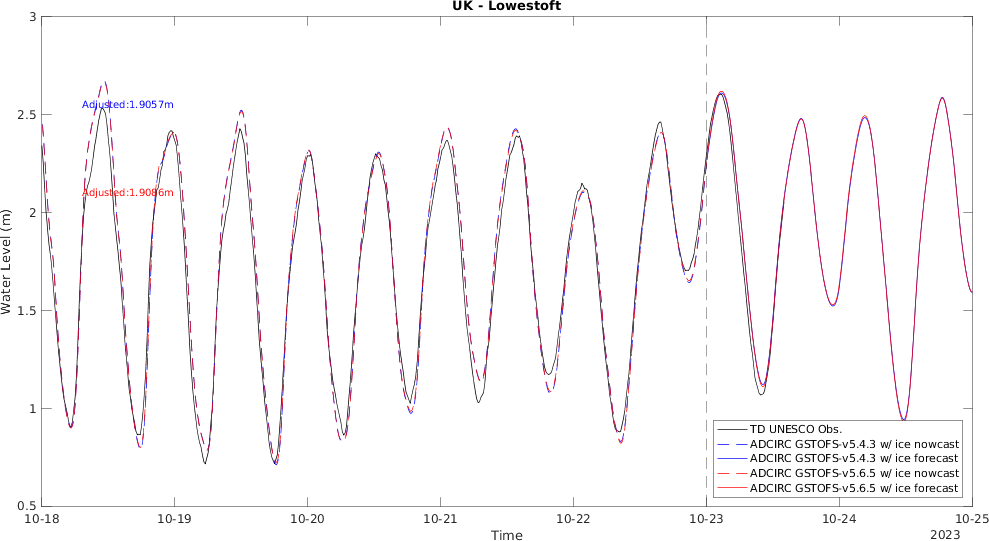 UK - Lowestoft
3
2.5
2
1.5
1
0.5
Water Level (m)
Adjusted:1.9057m
Adjusted:1.9086m
TD UNESCO Obs.
ADCIRC GSTOFS-v5.4.3 w/ ice nowcast
ADCIRC GSTOFS-v5.4.3 w/ ice forecast
ADCIRC GSTOFS-v5.6.5 w/ ice nowcast
ADCIRC GSTOFS-v5.6.5 w/ ice forecast
10-18 10-19 10-20 10-21 10-22 10-23 10-24 10-25
Time
2023